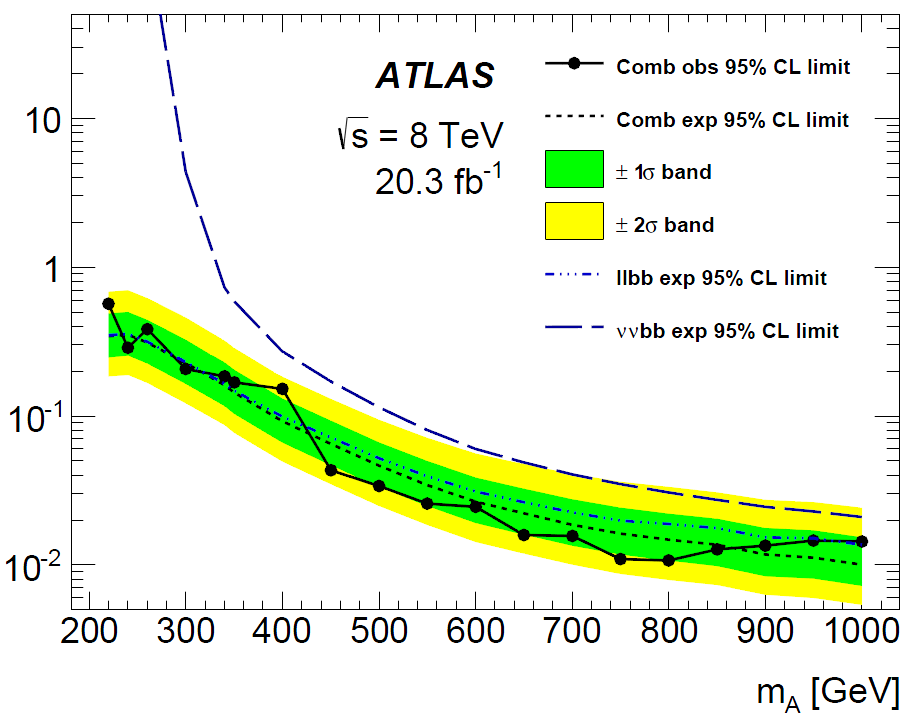 ATLAS
√s = 8 TeV
20.3 fb⁻¹
Comb obs 95% CL limit
Comb exp 95% CL limit
± 1σ band
± 2σ band
llbb exp 95% CL limit
ννbb exp 95% CL limit
10
1
10⁻¹
10⁻²
200 300 400 500 600 700 800 900 1000
m_A [GeV]